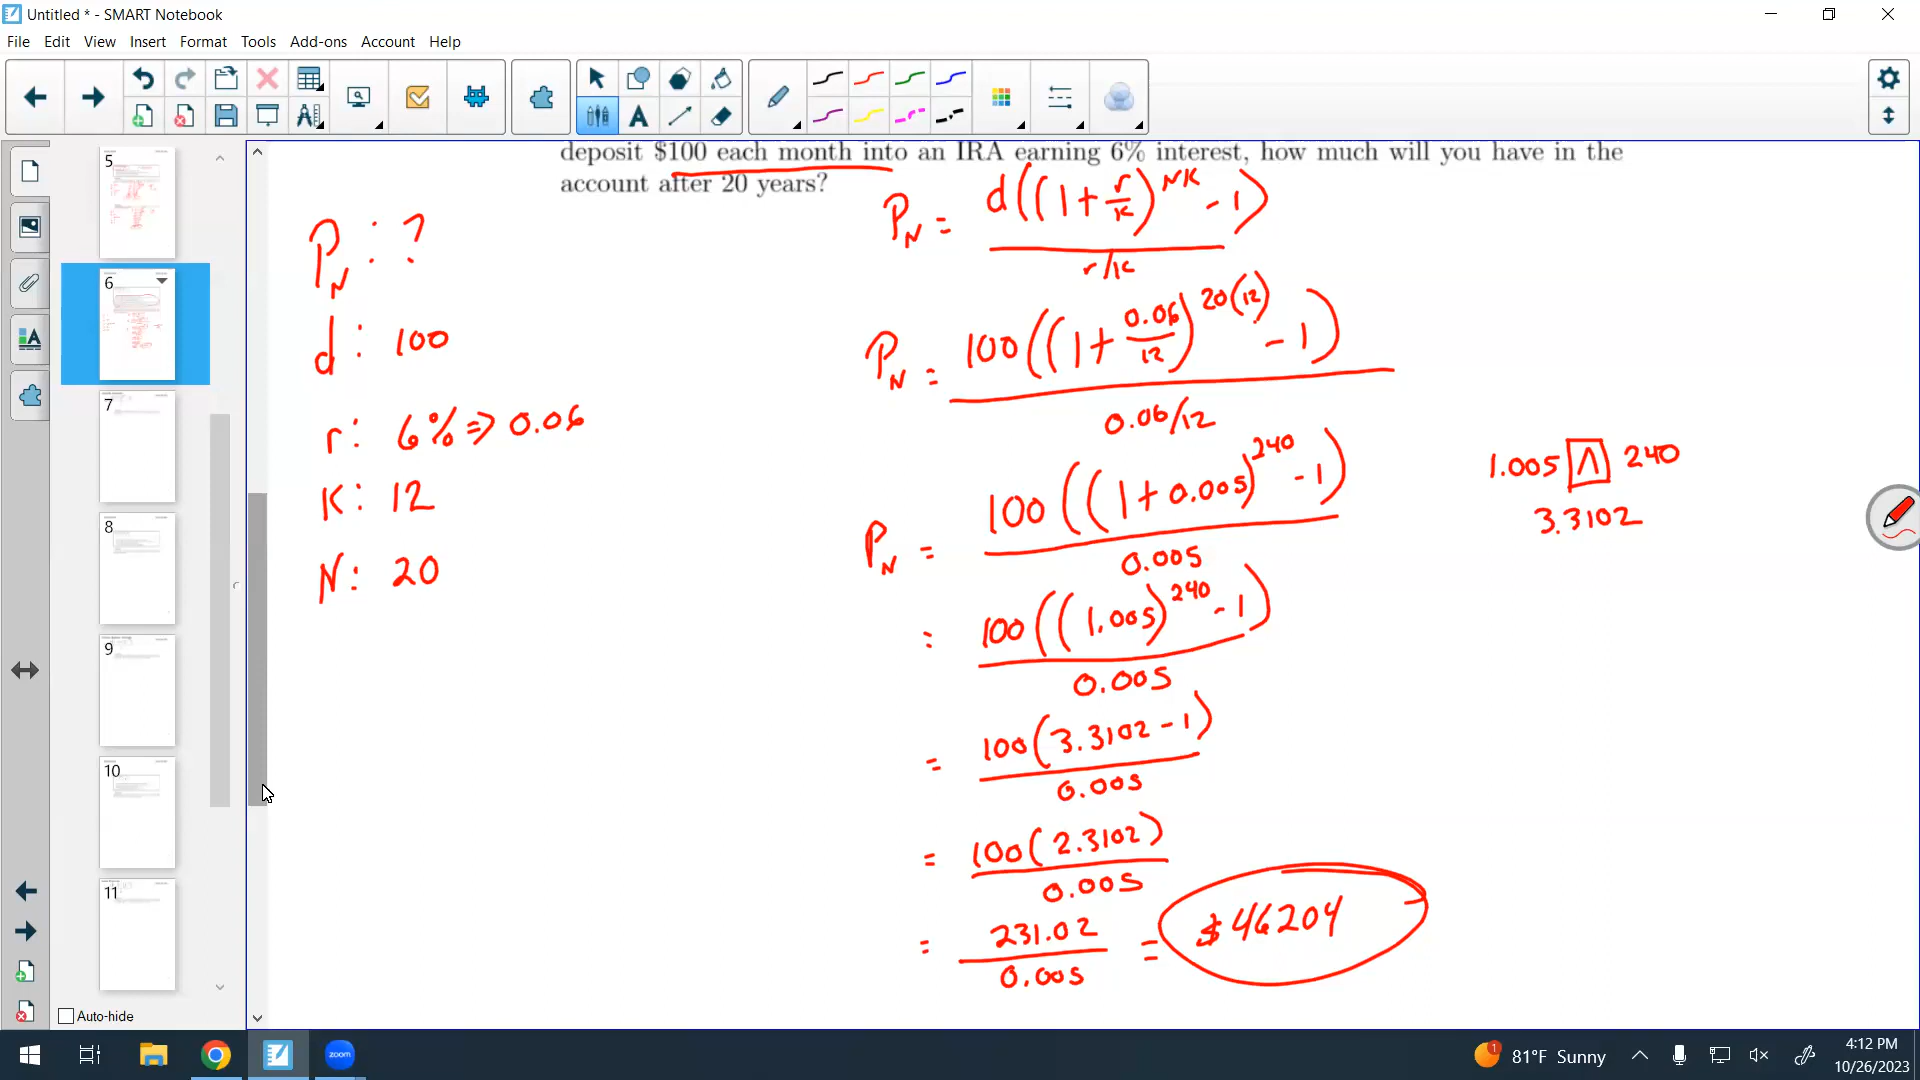 Untitled * - SMART Notebook
File Edit View Insert Format Tools Add-ons Account Help
deposit $100 each month into an IRA earning 6% interest, how much will you have in the
account after 20 years?
P_N : ?
d : 100
r : 6% => 0.06
K : 12
N : 20
P_N = d((1+r/K)^NK - 1)
r/K
P_N = 100((1+0.06/12)^20(12) - 1)
0.06/12
P_N = 100((1+0.005)^240 - 1)
0.005
= 100((1.005)^240 - 1)
0.005
= 100(3.3102 - 1)
0.005
= 100(2.3102)
0.005
= 231.02
0.005
= $46204
1.005 ^ 240
3.3102
5
6
7
8
9
10
11
Auto-hide
zoom
1
81°F Sunny
4:12 PM
10/26/2023